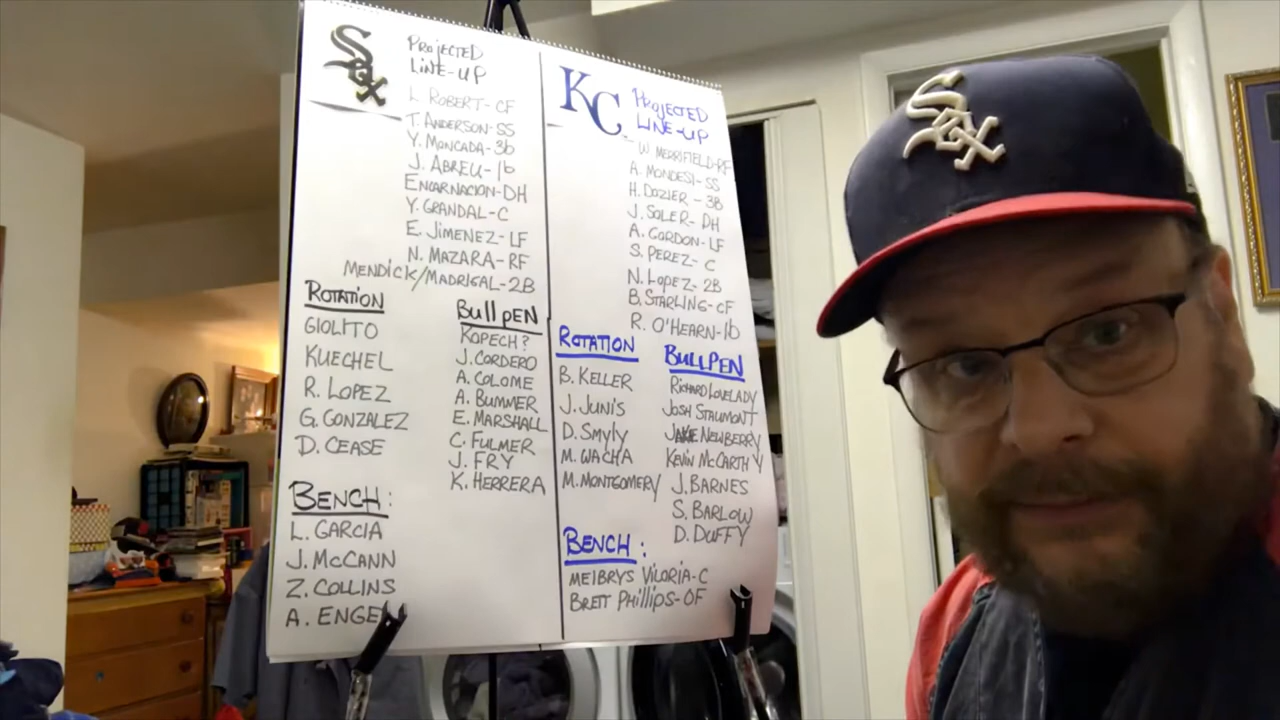 Sox
PROJECTED
LINE-UP
L. ROBERT-CF
T. ANDERSON-SS
Y. MONCADA-3b
J. ABREU-1b
ENCARNACION-DH
Y. GRANDAL-C
E. JIMENEZ-LF
N. MAZARA-RF
MENDICK/MADRIGAL-2B
ROTATION
GIOLITO
KUECHEL
R. LOPEZ
G. GONZALEZ
D. CEASE
BullPEN
KOPECH?
J. CORDERO
A. COLOME
A. BUMMER
E. MARSHALL
C. FULMER
J. FRY
K. HERRERA
BENCH:
L. GARCIA
J. McCANN
Z. COLLINS
A. ENGE
KC
PROJECTED
LINE-UP
W MERRIFIELD-RF
A. MONDESI-SS
H. DOZIER-3B
J. SOLER-DH
A. GORDON-LF
S. PEREZ-C
N. LOPEZ-2B
B. STARLING-CF
R. O'HEARN-1b
ROTATION
B. KELLER
J. JUNIS
D. SMyly
M. WACHA
M. MONTGOMERY
BULLPEN
RICHARD LOVELADY
JOSH STAUMONT
JAKE NEWBERRY
KEVIN McCARTHY
J. BARNES
S. BARLOW
D. DUFFY
BENCH:
MEIBRYS VILORIA-C
BRETT PHILLIPS-OF
Sox